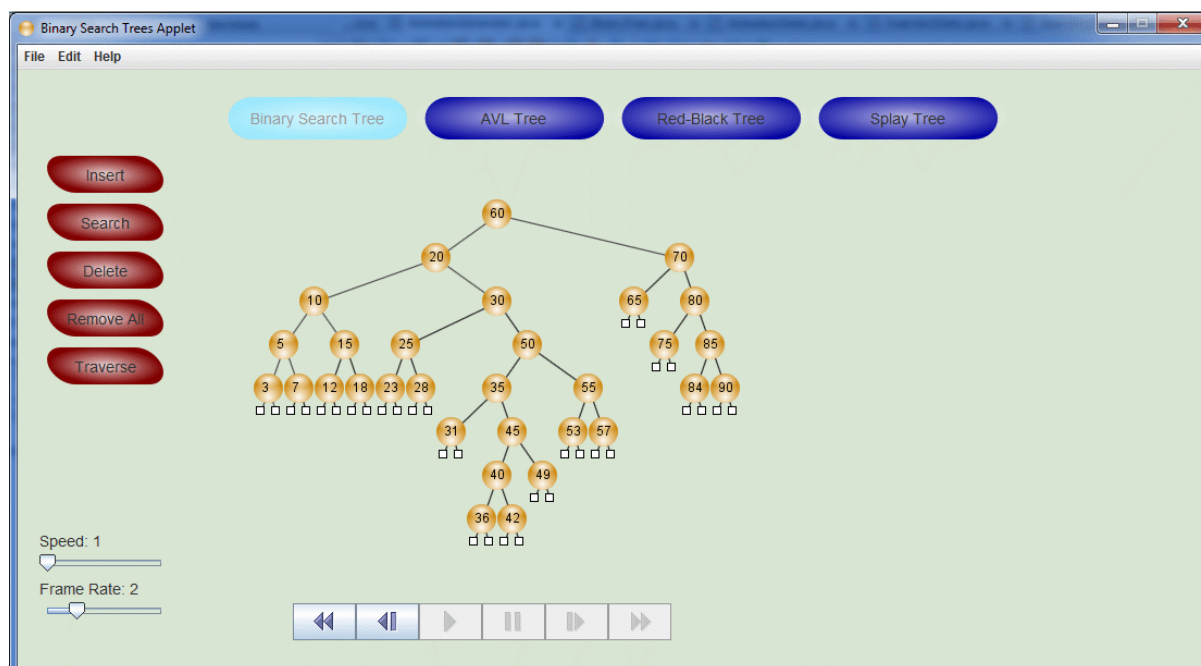 Binary Search Trees Applet
File Edit Help
Binary Search Tree AVL Tree Red-Black Tree Splay Tree
Insert
Search
Delete
Remove All
Traverse
60
20 70
10 30 65 80
5 15 25 50 75 85
3 7 12 18 23 28 35 55 84 90
31 45 53 57
40 49
36 42
Speed: 1
Frame Rate: 2